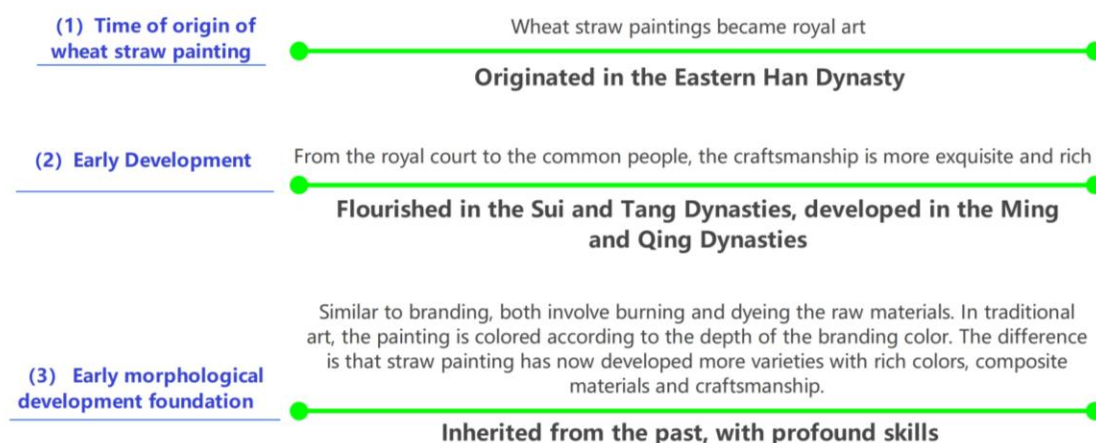 (1) Time of origin of
wheat straw painting
Wheat straw paintings became royal art
Originated in the Eastern Han Dynasty
(2) Early Development
From the royal court to the common people, the craftsmanship is more exquisite and rich
Flourished in the Sui and Tang Dynasties, developed in the Ming
and Qing Dynasties
(3) Early morphological
development foundation
Similar to branding, both involve burning and dyeing the raw materials. In traditional
art, the painting is colored according to the depth of the branding color. The difference
is that straw painting has now developed more varieties with rich colors, composite
materials and craftsmanship.
Inherited from the past, with profound skills